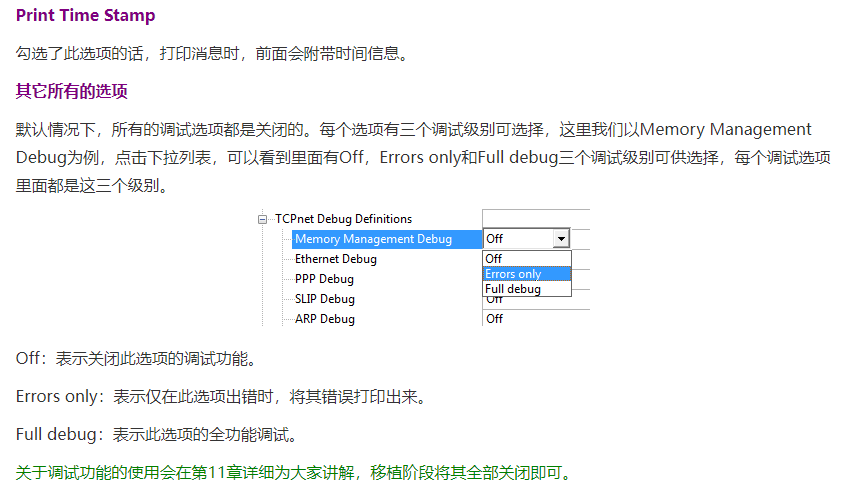 Print Time Stamp
勾选了此选项的话，打印消息时，前面会附带时间信息。
其它所有的选项
默认情况下，所有的调试选项都是关闭的。每个选项有三个调试级别可选择，这里我们以Memory Management
Debug为例，点击下拉列表，可以看到里面有Off，Errors only和Full debug三个调试级别可供选择，每个调试选项
里面都是这三个级别。
TCPnet Debug Definitions
Memory Management Debug Off
Ethernet Debug Off
Errors only
PPP Debug Full debug
SLIP Debug Off
ARP Debug Off
Off：表示关闭此选项的调试功能。
Errors only：表示仅在此选项出错时，将其错误打印出来。
Full debug：表示此选项的全功能调试。
关于调试功能的使用会在第11章详细为大家讲解，移植阶段将其全部关闭即可。